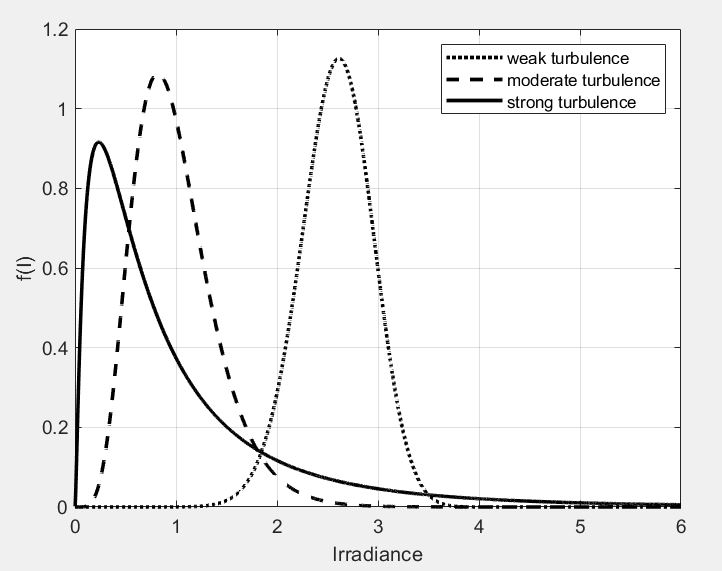 1.2
weak turbulence
moderate turbulence
strong turbulence
1
0.8
0.6
f(I)
0.4
0.2
0
0 1 2 3 4 5 6
Irradiance